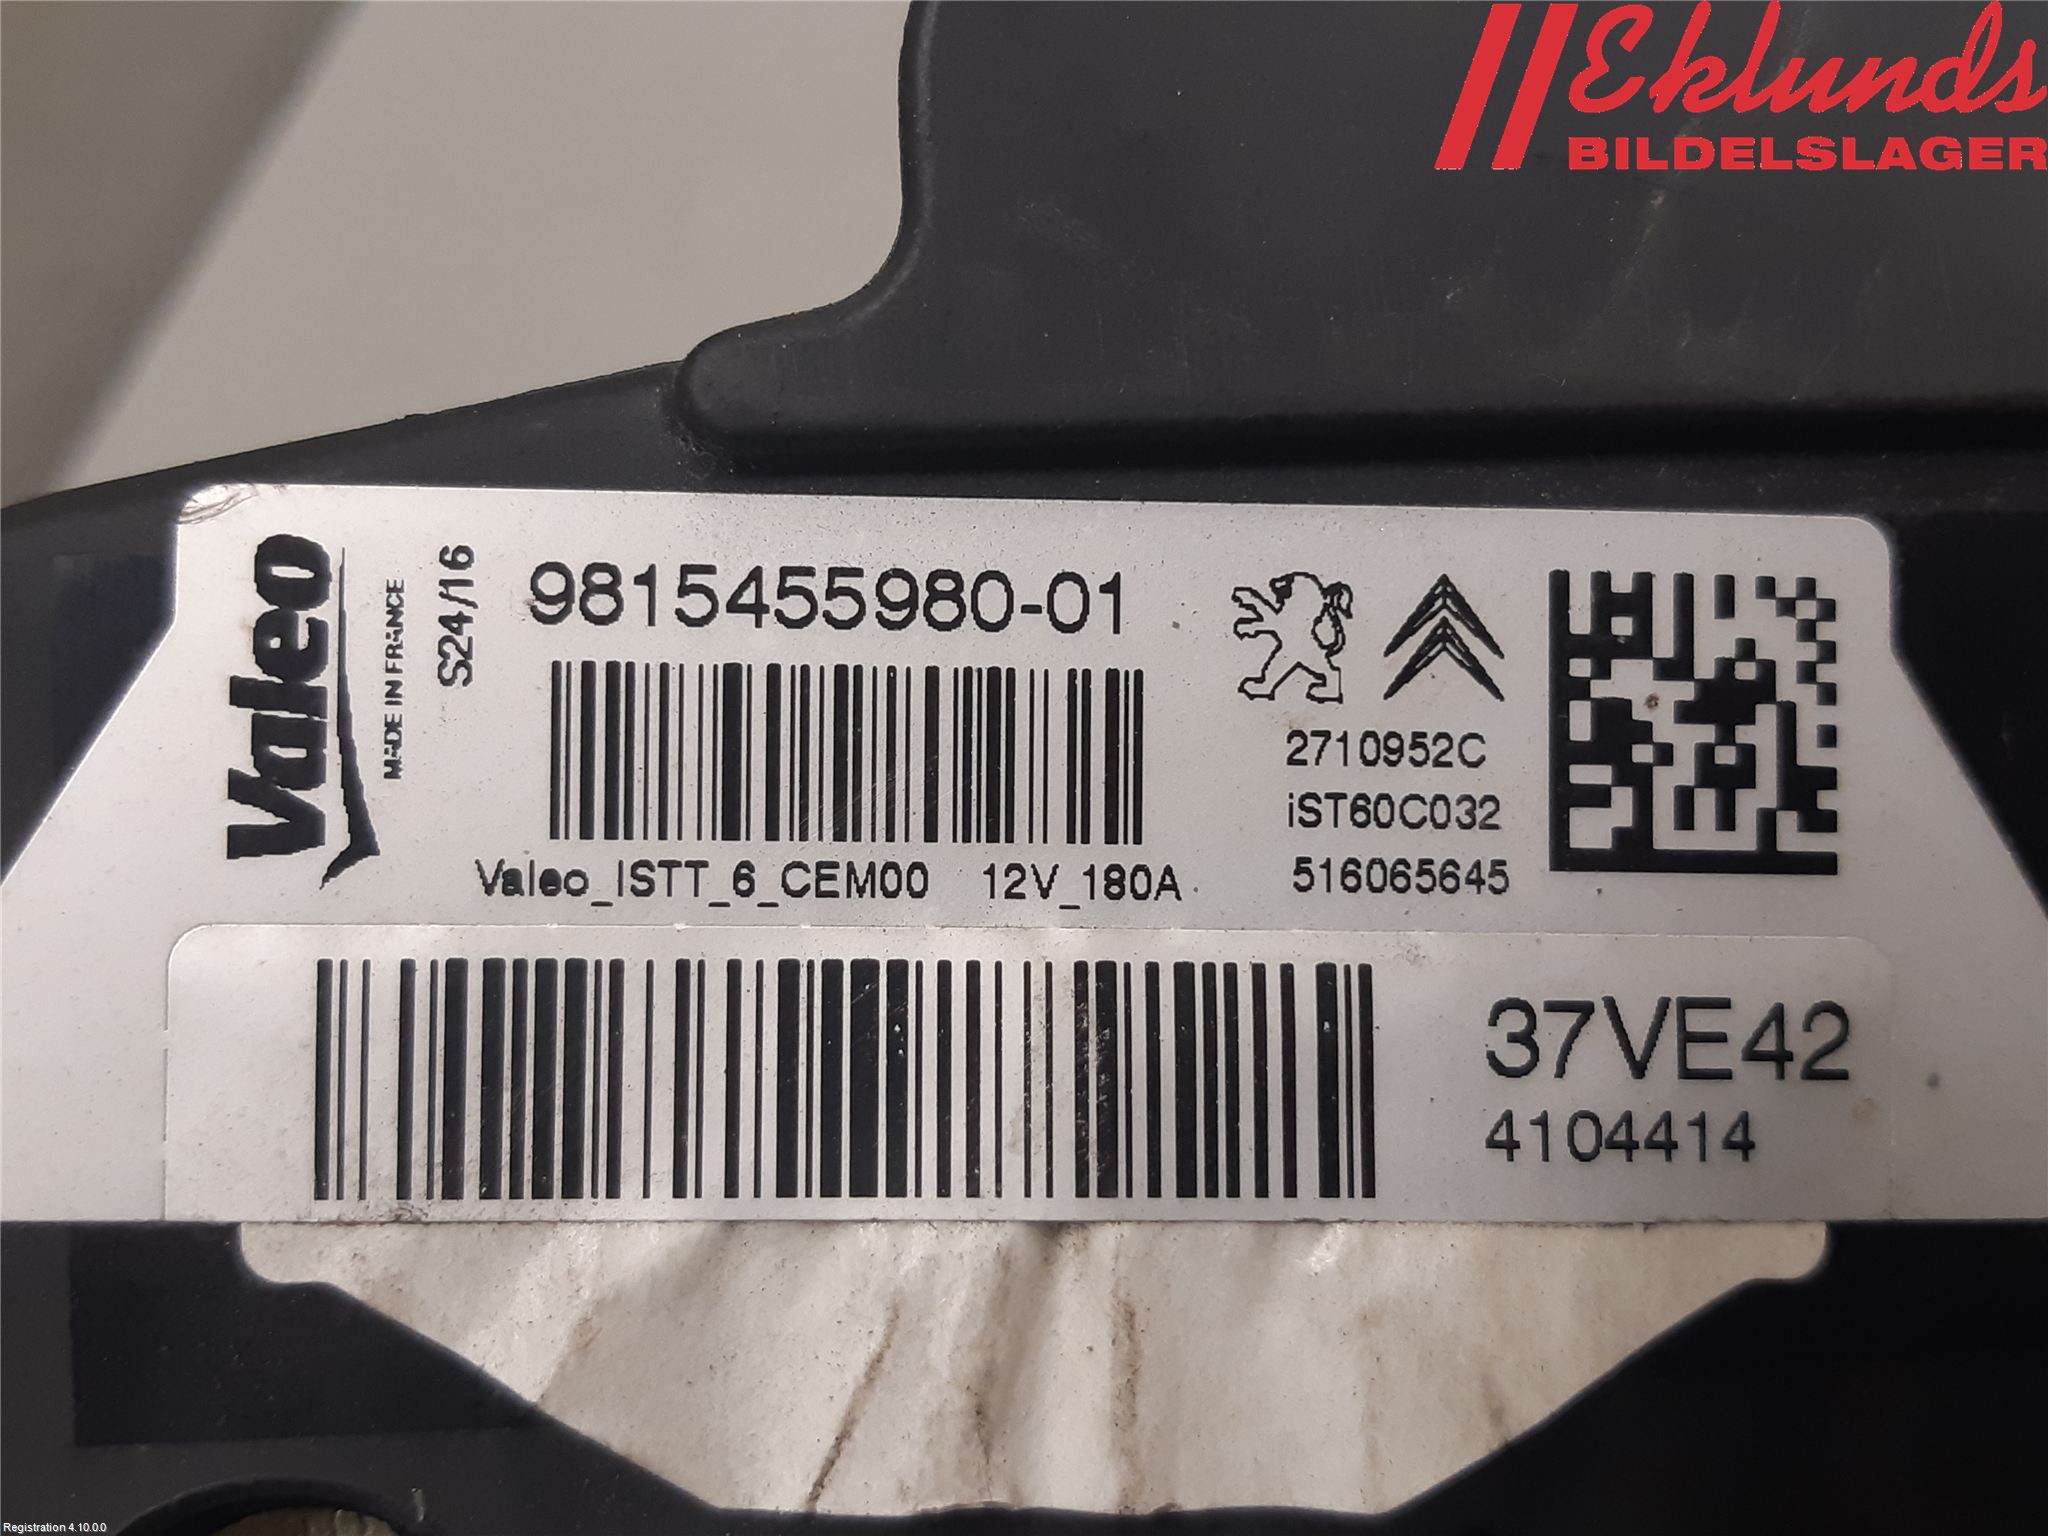 Eklunds
BILDELSLAGER
Valeo
MADE IN FRANCE
S24/16
9815455980-01
Valeo_ISTT_6_CEM00 12V_180A
2710952C
iST60C032
516065645
37VE42
4104414
Registration 4.10.0.0